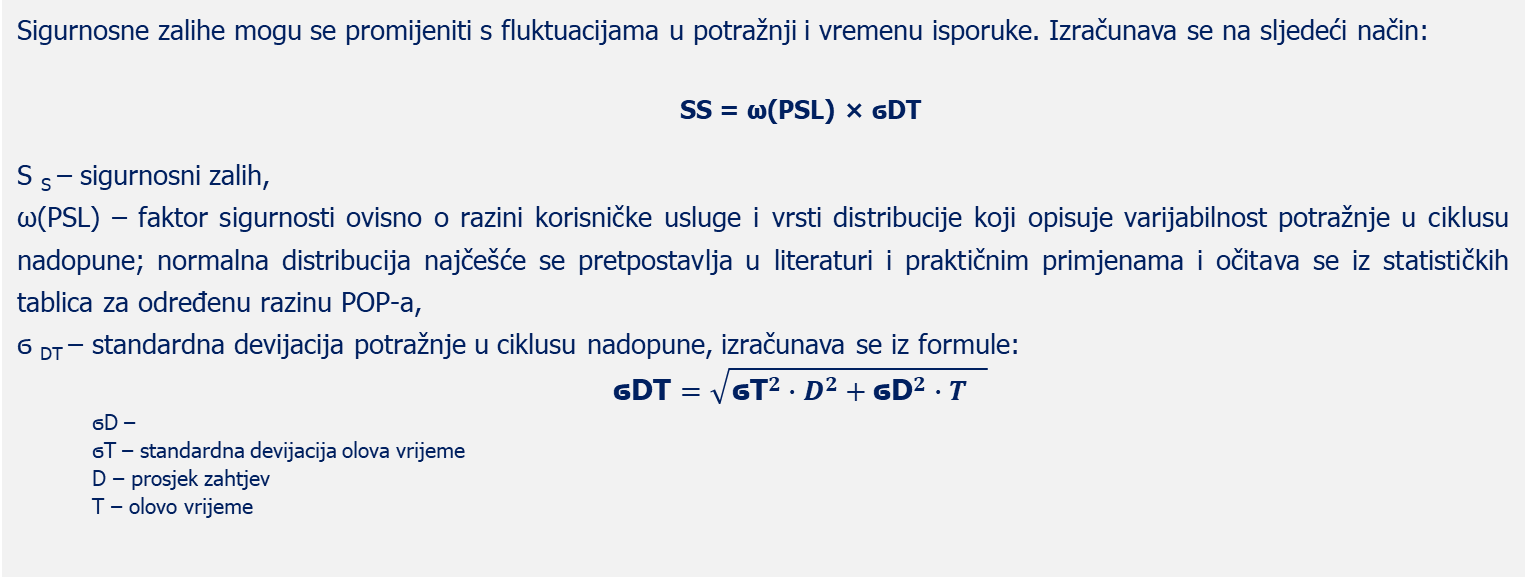 Sigurnosne zalihe mogu se promijeniti s fluktuacijama u potražnji i vremenu isporuke. Izračunava se na sljedeći način:
SS = ω(PSL) × ϭDT
S S – sigurnosni zalih,
ω(PSL) – faktor sigurnosti ovisno o razini korisničke usluge i vrsti distribucije koji opisuje varijabilnost potražnje u ciklusu
nadopune; normalna distribucija najčešće se pretpostavlja u literaturi i praktičnim primjenama i očitava se iz statističkih
tablica za određenu razinu POP-a,
ϭ DT – standardna devijacija potražnje u ciklusu nadopune, izračunava se iz formule:
ϭDT = √ϭT² · D² + ϭD² · T
ϭD –
ϭT – standardna devijacija olova vrijeme
D – prosjek zahtjev
T – olovo vrijeme